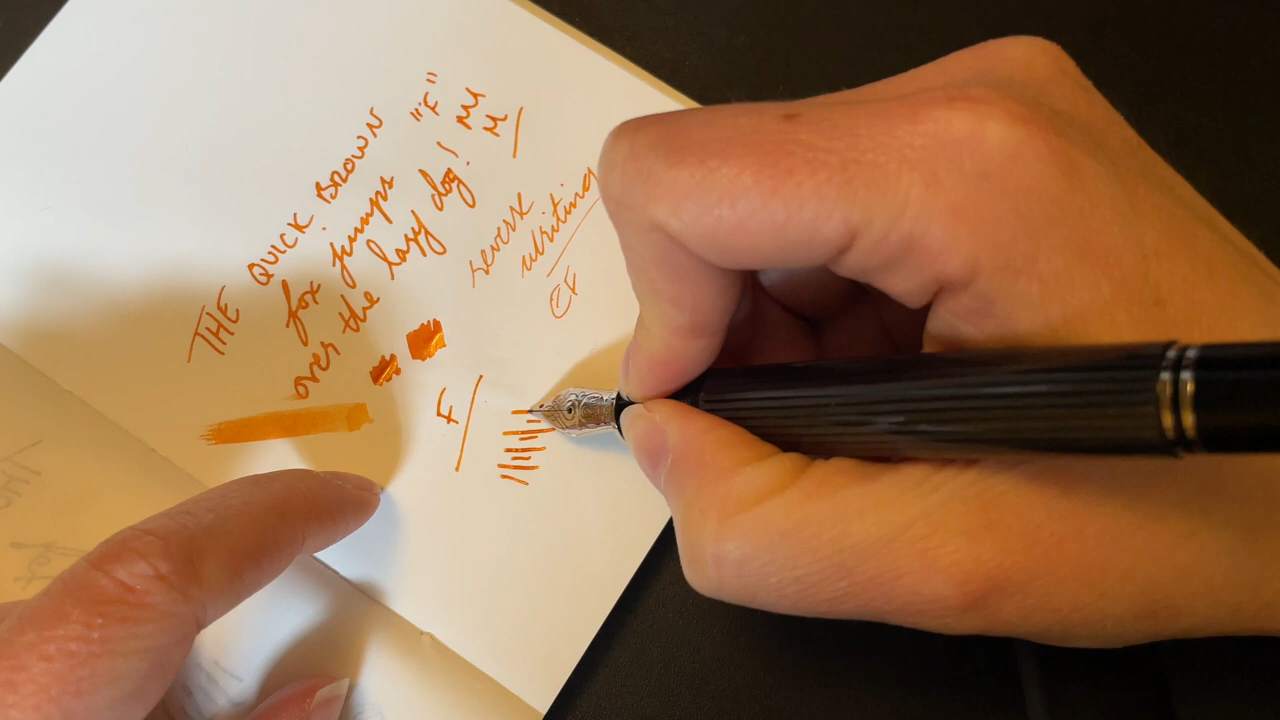 THE QUICK BROWN
fox jumps "F"
over the lazy dog!
M
reverse
writing
EF
F